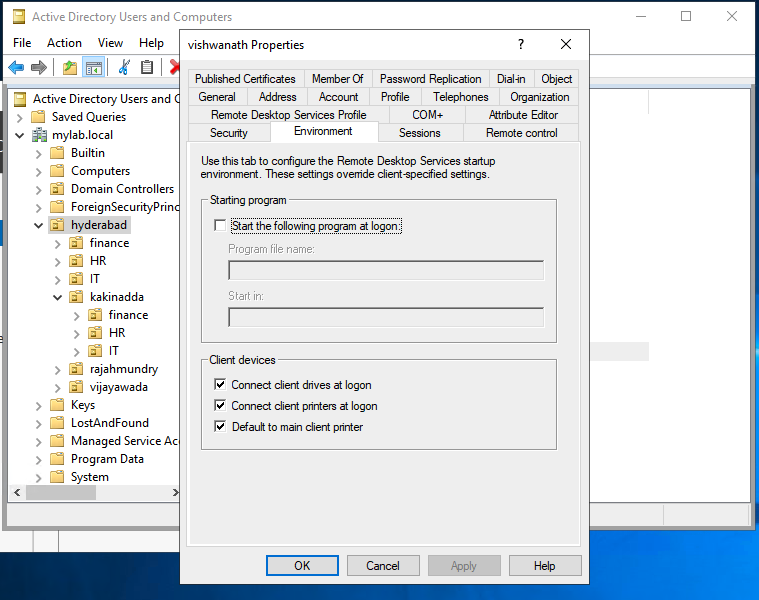 Active Directory Users and Computers
File Action View Help
Active Directory Users and C
Saved Queries
mylab.local
Builtin
Computers
Domain Controllers
ForeignSecurityPrinc
hyderabad
finance
HR
IT
kakinadda
finance
HR
IT
rajahmundry
vijayawada
Keys
LostAndFound
Managed Service Acc
Program Data
System
vishwanath Properties
?
Published Certificates Member Of Password Replication Dial-in Object
General Address Account Profile Telephones Organization
Remote Desktop Services Profile COM+ Attribute Editor
Security Environment Sessions Remote control
Use this tab to configure the Remote Desktop Services startup
environment. These settings override client-specified settings.
Starting program
Start the following program at logon:
Program file name:
Start in:
Client devices
Connect client drives at logon
Connect client printers at logon
Default to main client printer
OK Cancel Apply Help